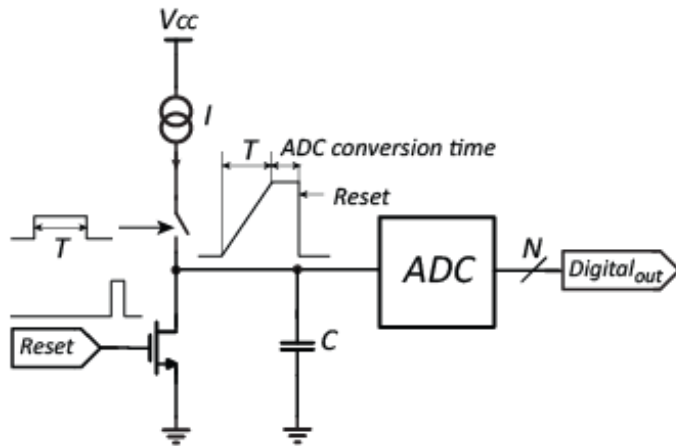 Vcc
I
T
ADC conversion time
Reset
T
ADC
N
Digitalout
Reset
C